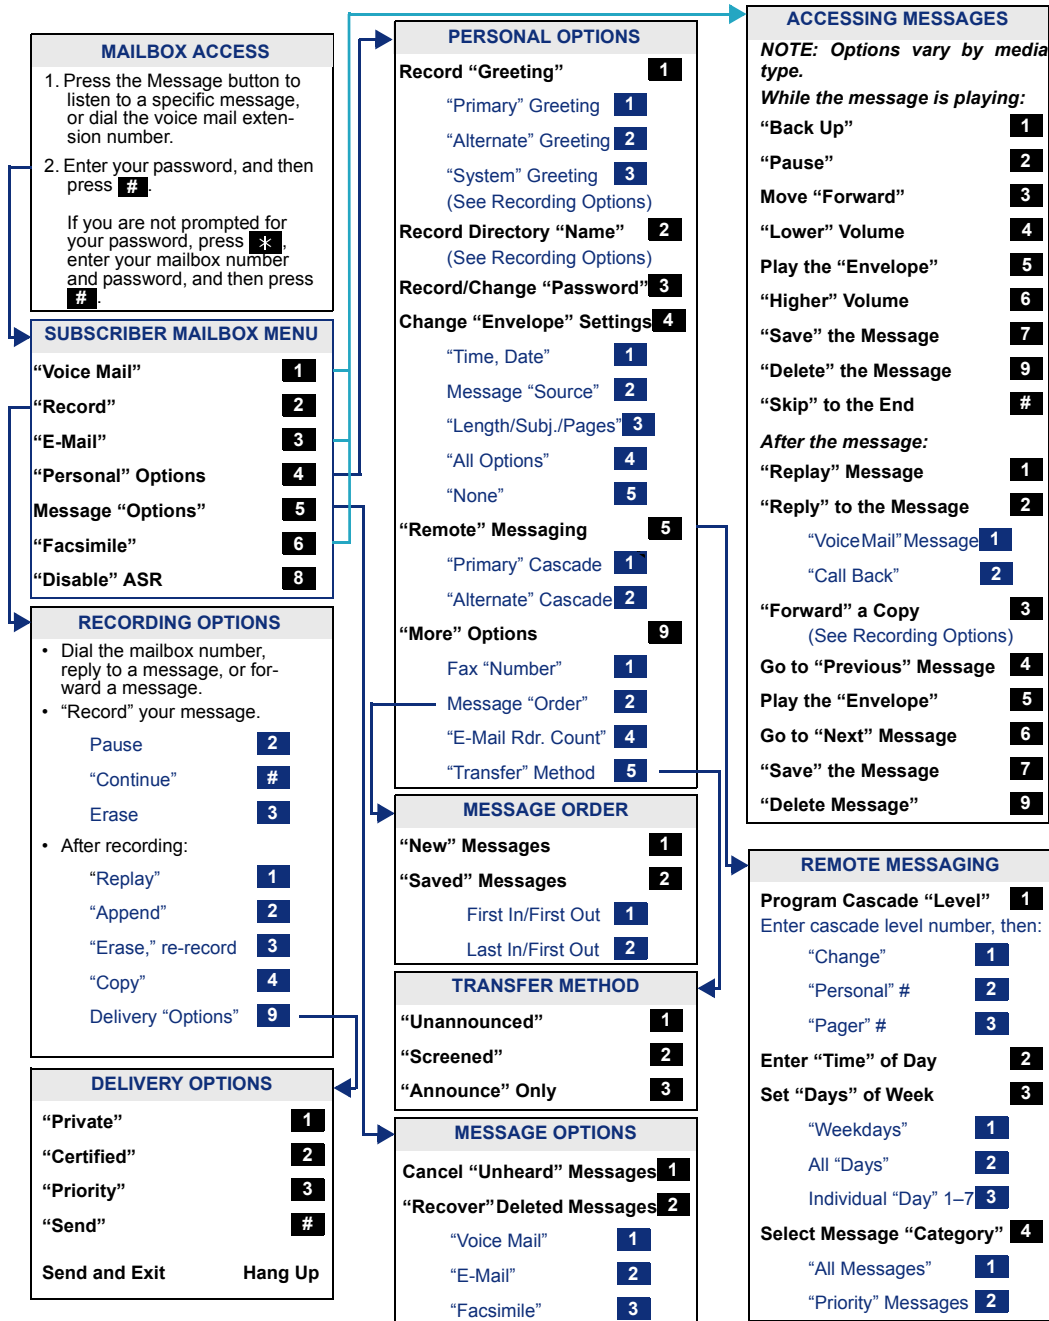 MAILBOX ACCESS
1. Press the Message button to
listen to a specific message,
or dial the voice mail exten-
sion number.
2. Enter your password, and then
press # .
If you are not prompted for
your password, press * ,
enter your mailbox number
and password, and then press
# .
SUBSCRIBER MAILBOX MENU
“Voice Mail” 1
“Record” 2
“E-Mail” 3
“Personal” Options 4
Message “Options” 5
“Facsimile” 6
“Disable” ASR 8
RECORDING OPTIONS
• Dial the mailbox number,
reply to a message, or for-
ward a message.
• “Record” your message.
Pause 2
“Continue” #
Erase 3
• After recording:
“Replay” 1
“Append” 2
“Erase,” re-record 3
“Copy” 4
Delivery “Options” 9
DELIVERY OPTIONS
“Private” 1
“Certified” 2
“Priority” 3
“Send” #
Send and Exit Hang Up
PERSONAL OPTIONS
Record “Greeting” 1
“Primary” Greeting 1
“Alternate” Greeting 2
“System” Greeting 3
(See Recording Options)
Record Directory “Name” 2
(See Recording Options)
Record/Change “Password” 3
Change “Envelope” Settings 4
“Time, Date” 1
Message “Source” 2
“Length/Subj./Pages” 3
“All Options” 4
“None” 5
“Remote” Messaging 5
“Primary” Cascade 1
“Alternate” Cascade 2
“More” Options 9
Fax “Number” 1
Message “Order” 2
“E-Mail Rdr. Count” 4
“Transfer” Method 5
MESSAGE ORDER
“New” Messages 1
“Saved” Messages 2
First In/First Out 1
Last In/First Out 2
TRANSFER METHOD
“Unannounced” 1
“Screened” 2
“Announce” Only 3
MESSAGE OPTIONS
Cancel “Unheard” Messages 1
“Recover” Deleted Messages 2
“Voice Mail” 1
“E-Mail” 2
“Facsimile” 3
ACCESSING MESSAGES
NOTE: Options vary by media
type.
While the message is playing:
“Back Up” 1
“Pause” 2
Move “Forward” 3
“Lower” Volume 4
Play the “Envelope” 5
“Higher” Volume 6
“Save” the Message 7
“Delete” the Message 9
“Skip” to the End #
After the message:
“Replay” Message 1
“Reply” to the Message 2
“Voice Mail” Message 1
“Call Back” 2
“Forward” a Copy 3
(See Recording Options)
Go to “Previous” Message 4
Play the “Envelope” 5
Go to “Next” Message 6
“Save” the Message 7
“Delete Message” 9
REMOTE MESSAGING
Program Cascade “Level” 1
Enter cascade level number, then:
“Change” 1
“Personal” # 2
“Pager” # 3
Enter “Time” of Day 2
Set “Days” of Week 3
“Weekdays” 1
All “Days” 2
Individual “Day” 1–7 3
Select Message “Category” 4
“All Messages” 1
“Priority” Messages 2